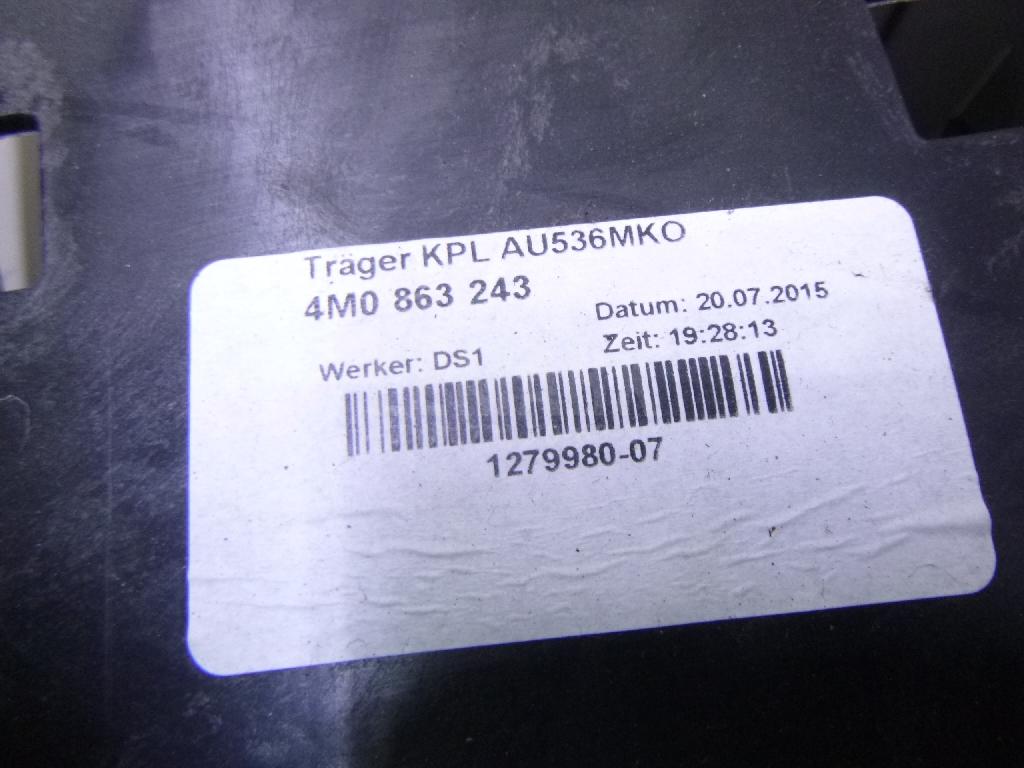 Träger KPL AU536MKO
4M0 863 243
Datum: 20.07.2015
Zeit: 19:28:13
Werker: DS1
1279980-07